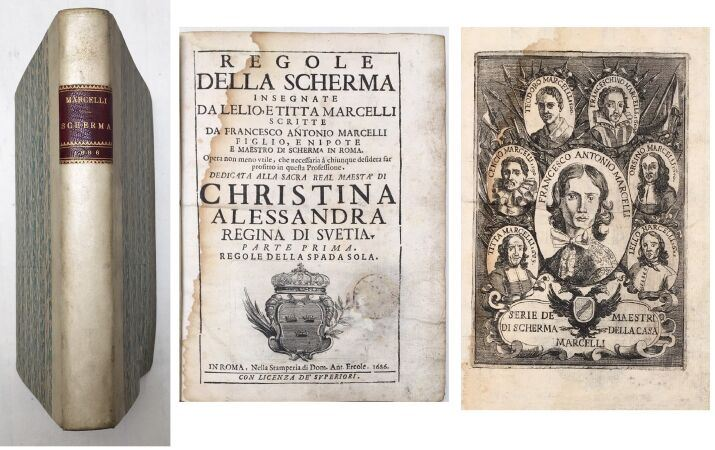 MARCELLI
SCHERMA
REGOLE
DELLA SCHERMA
INSEGNATE
DA LELIO, E TITTA MARCELLI
SCRITTE
DA FRANCESCO ANTONIO MARCELLI
FIGLIO, E NIPOTE
E MAESTRO DI SCHERMA IN ROMA.
Opera non meno vtile, che necessaria à chiunque desidera far
profitto in questa Professione.
DEDICATA ALLA SACRA REAL MAESTA' DI
CHRISTINA
ALESSANDRA
REGINA DI SVETIA.
PARTE PRIMA.
REGOLE DELLA SPADA SOLA.
IN ROMA, Nella Stamperia di Dom. Ant. Ercole. 1686.
CON LICENZA DE' SVPERIORI.
TEODORO MARCELLI
FRANCESCHINO MARCELLI
MARCELLI
FRANCESCO ANTONIO MARCELLI
ORFEO MARCELLI
TITTA MARCELLI
LELIO MARCELLI
SERIE DE MAESTRI
DI SCHERMA DELLA CASA
MARCELLI